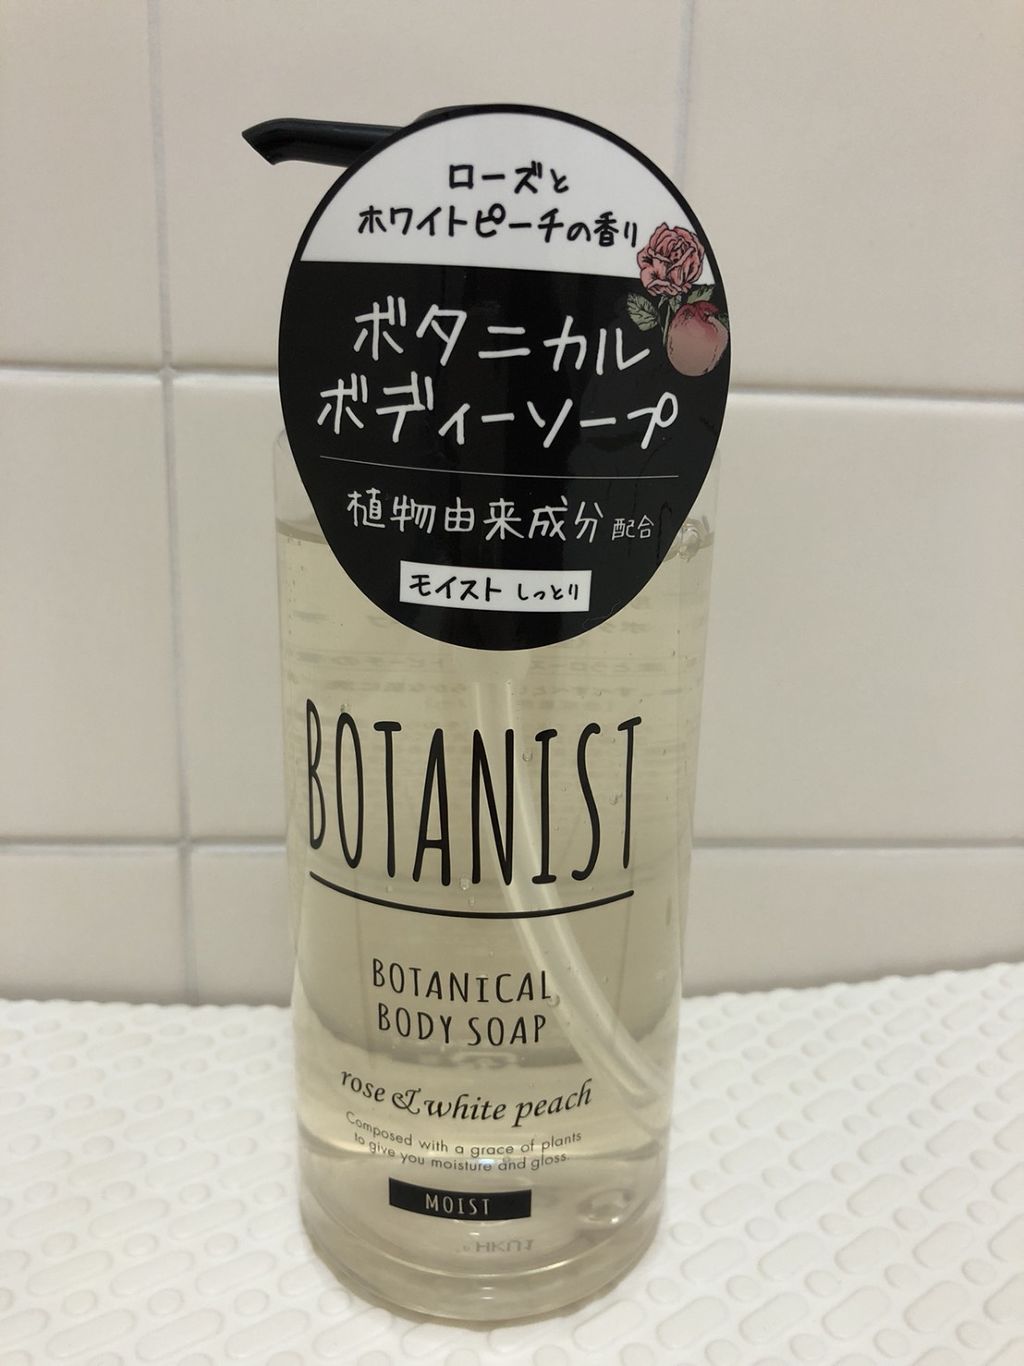 ローズと
ホワイトピーチの香り
ボタニカル
ボディーソープ
植物由来成分 配合
モイスト しっとり
BOTANIST
BOTANICAL
BODY SOAP
rose & white peach
Composed with a grace of plants
to give you moisture and gloss.
MOIST